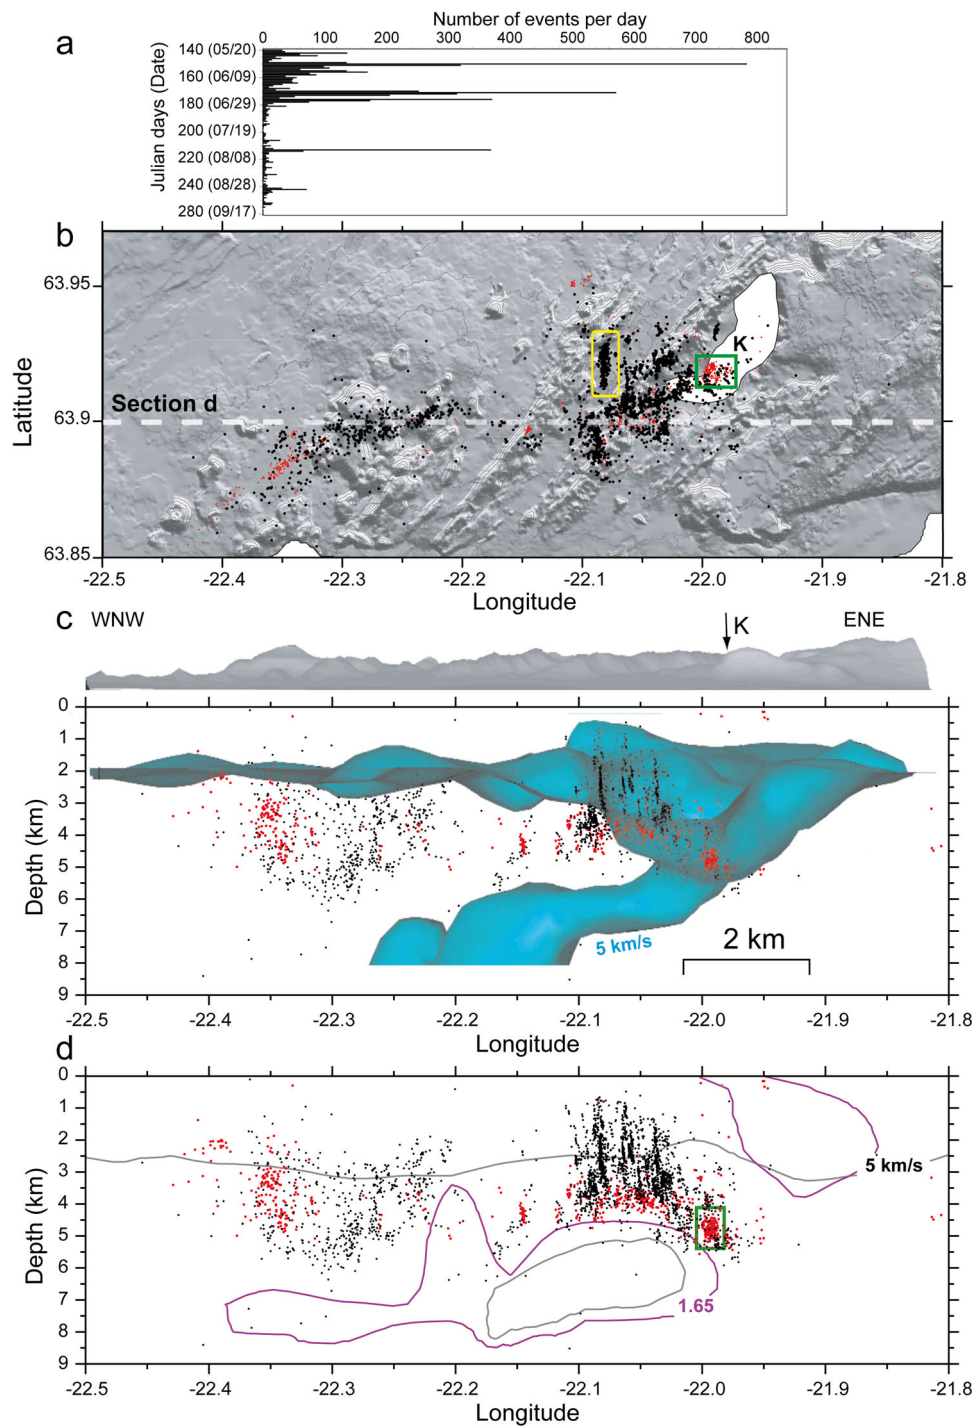 a
Number of events per day
0 100 200 300 400 500 600 700 800
Julian days (Date)
140 (05/20)
160 (06/09)
180 (06/29)
200 (07/19)
220 (08/08)
240 (08/28)
280 (09/17)
b
Latitude
63.95
63.9
63.85
K
Section d
-22.5 -22.4 -22.3 -22.2 -22.1 -22.0 -21.9 -21.8
Longitude
c
WNW
K
ENE
Depth (km)
0
1
2
3
4
5
6
7
8
9
5 km/s
2 km
-22.5 -22.4 -22.3 -22.2 -22.1 -22.0 -21.9 -21.8
Longitude
d
Depth (km)
0
1
2
3
4
5
6
7
8
9
5 km/s
1.65
-22.5 -22.4 -22.3 -22.2 -22.1 -22.0 -21.9 -21.8
Longitude